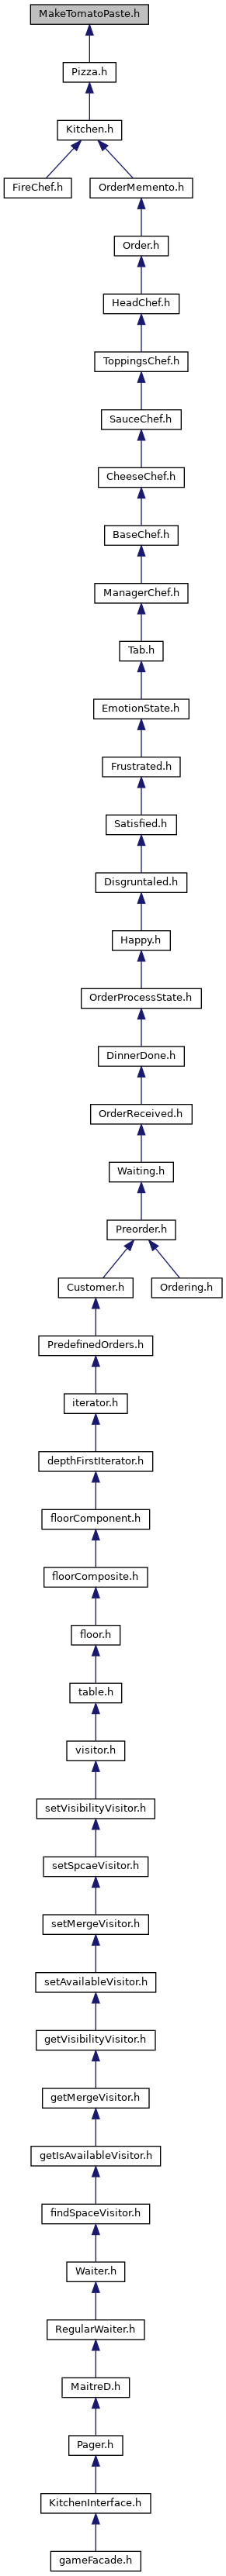 MakeTomatoPaste.h
Pizza.h
Kitchen.h
FireChef.h
OrderMemento.h
Order.h
HeadChef.h
ToppingsChef.h
SauceChef.h
CheeseChef.h
BaseChef.h
ManagerChef.h
Tab.h
EmotionState.h
Frustrated.h
Satisfied.h
Disgruntaled.h
Happy.h
OrderProcessState.h
DinnerDone.h
OrderReceived.h
Waiting.h
Preorder.h
Customer.h
Ordering.h
PredefinedOrders.h
iterator.h
depthFirstIterator.h
floorComponent.h
floorComposite.h
floor.h
table.h
visitor.h
setVisibilityVisitor.h
setSpcaeVisitor.h
setMergeVisitor.h
setAvailableVisitor.h
getVisibilityVisitor.h
getMergeVisitor.h
getIsAvailableVisitor.h
findSpaceVisitor.h
Waiter.h
RegularWaiter.h
MaitreD.h
Pager.h
KitchenInterface.h
gameFacade.h